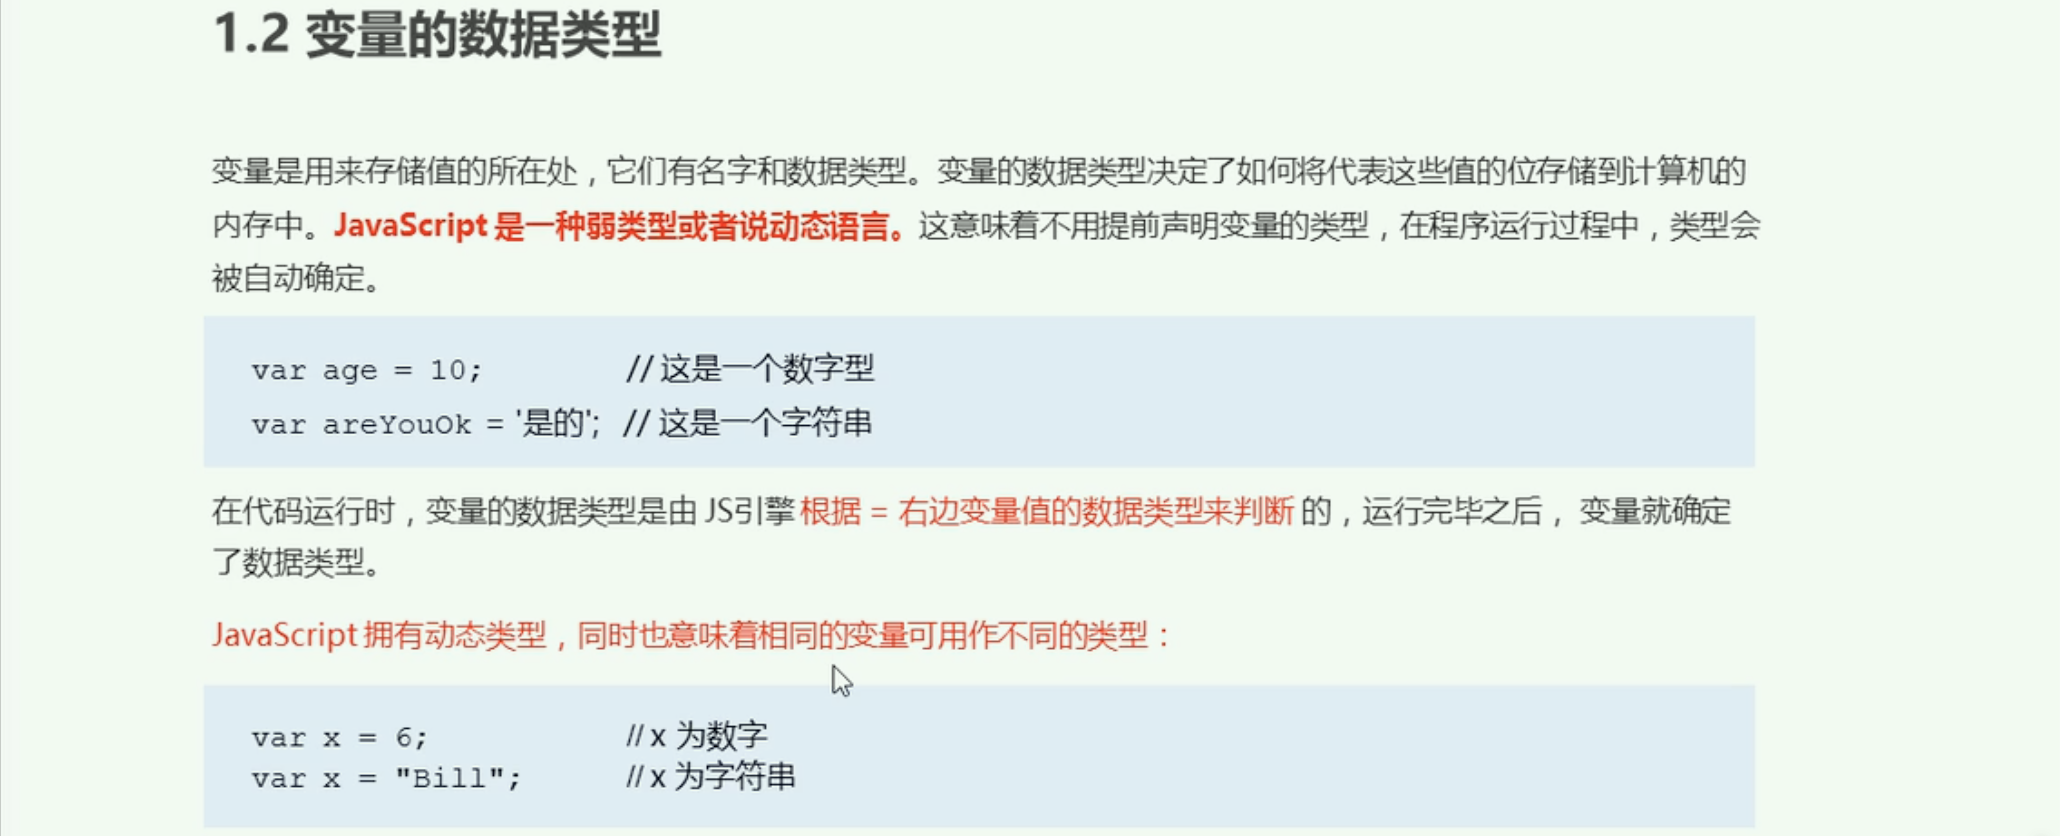 1.2 变量的数据类型
变量是用来存储值的所在处，它们有名字和数据类型。变量的数据类型决定了如何将代表这些值的位存储到计算机的
内存中。JavaScript 是一种弱类型或者说动态语言。这意味着不用提前声明变量的类型，在程序运行过程中，类型会
被自动确定。
var age = 10; // 这是一个数字型
var areYouOk = '是的'; // 这是一个字符串
在代码运行时，变量的数据类型是由 JS引擎 根据 = 右边变量值的数据类型来判断 的，运行完毕之后， 变量就确定
了数据类型。
JavaScript 拥有动态类型，同时也意味着相同的变量可用作不同的类型：
var x = 6; // x 为数字
var x = "Bill"; // x 为字符串